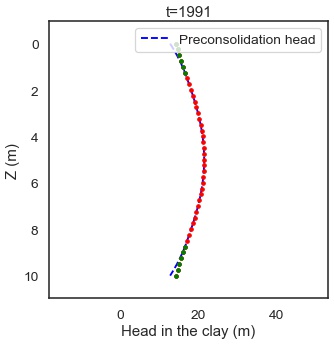 t=1991
Preconsolidation head
0
2
4
6
8
10
Z (m)
0 20 40
Head in the clay (m)